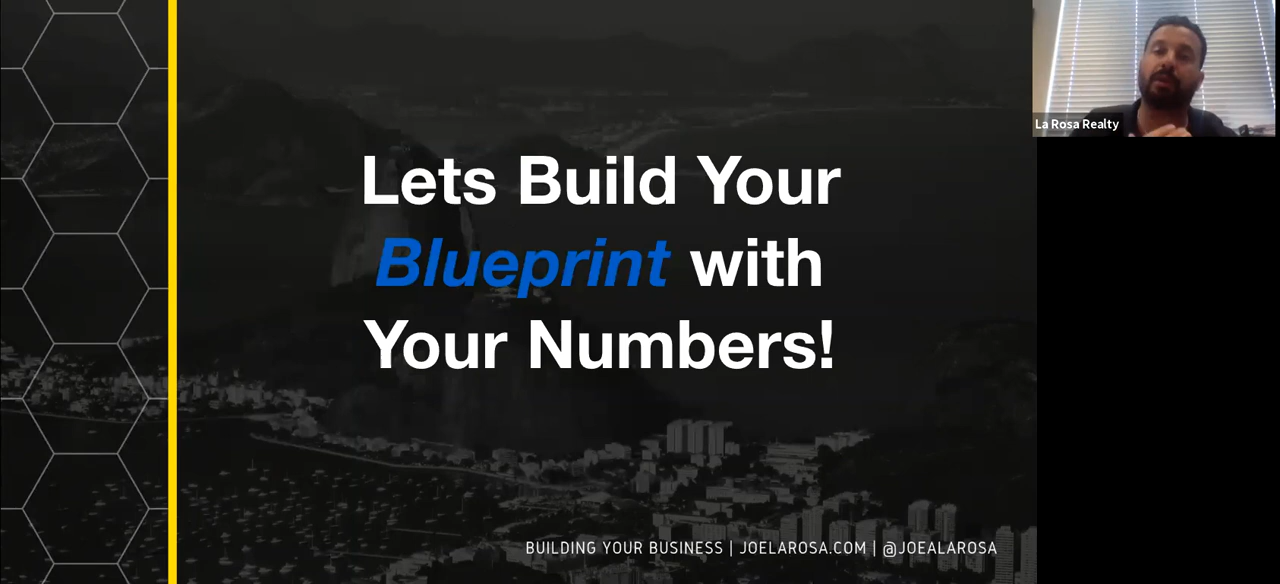 Lets Build Your
Blueprint with
Your Numbers!
BUILDING YOUR BUSINESS | JOELAROSA.COM | @JOEALAROSA
La Rosa Realty